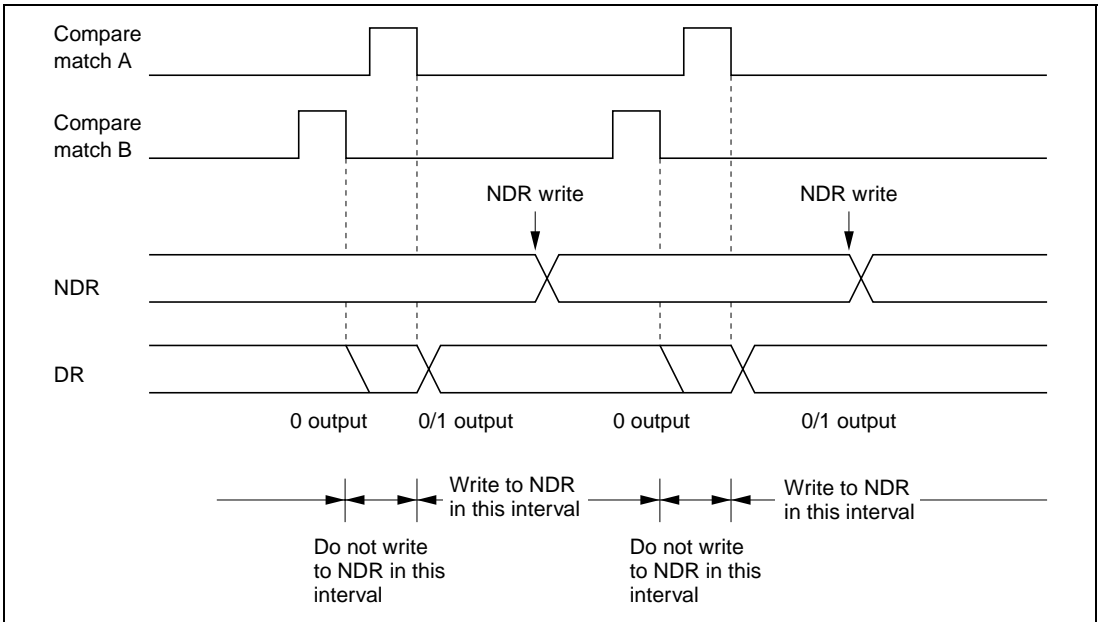 Compare
match A
Compare
match B
NDR write
NDR write
NDR
DR
0 output
0/1 output
0 output
0/1 output
Write to NDR
in this interval
Write to NDR
in this interval
Do not write
to NDR in this
interval
Do not write
to NDR in this
interval